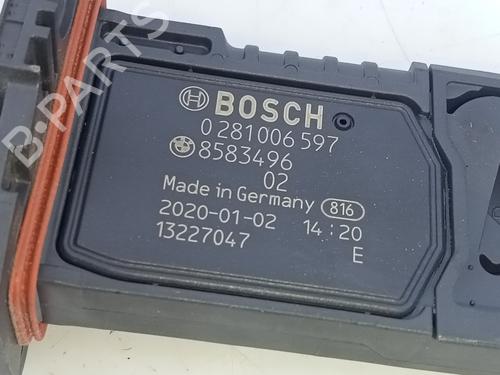 BOSCH
0 281 006 597
8583496
02
Made in Germany 816
2020-01-02 14:20
13227047 E
B-PARTS